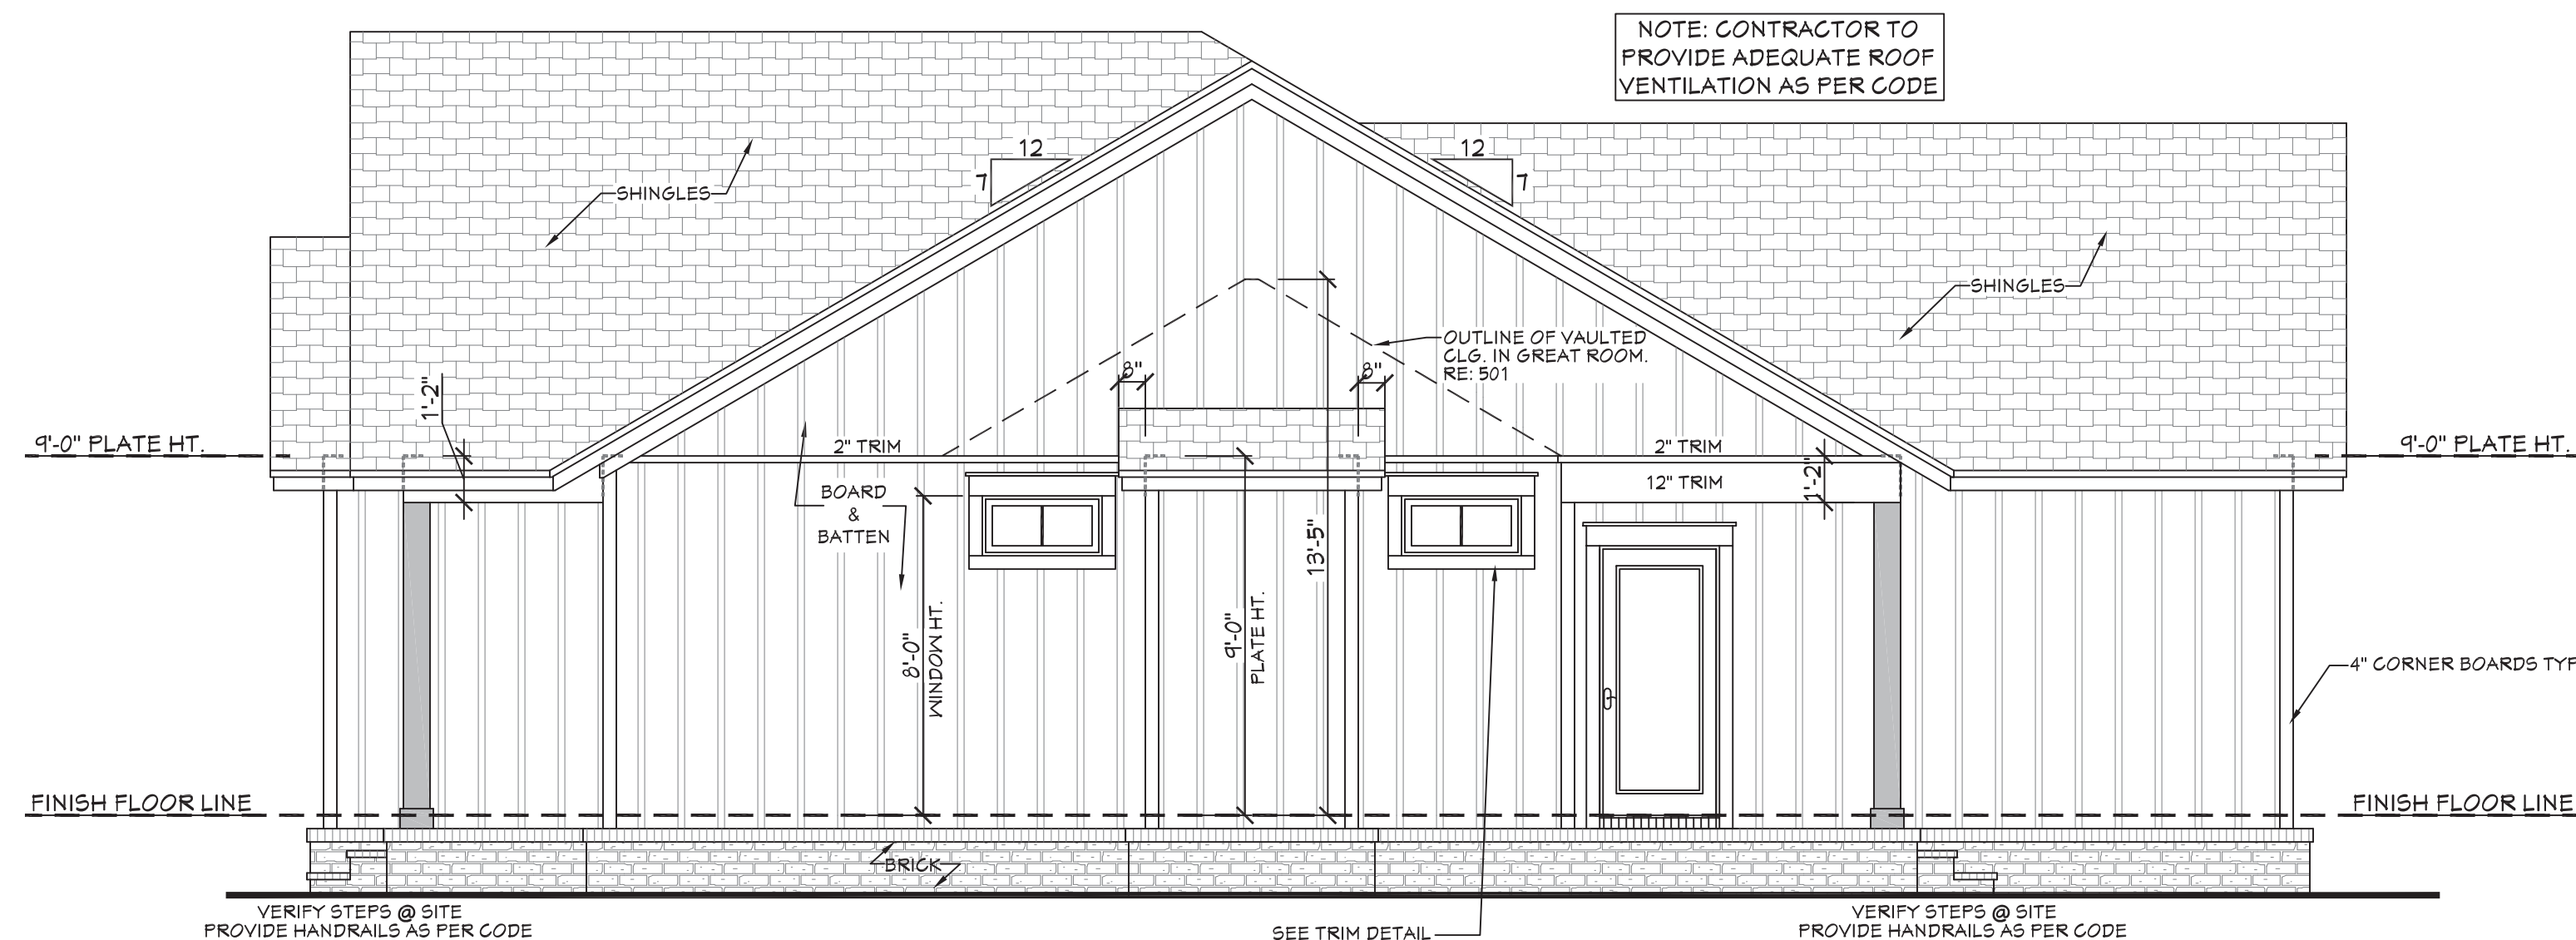 NOTE: CONTRACTOR TO
PROVIDE ADEQUATE ROOF
VENTILATION AS PER CODE
12
7
12
7
SHINGLES
SHINGLES
OUTLINE OF VAULTED
CLG. IN GREAT ROOM.
RE: 501
8"
8"
1'-2"
9'-0" PLATE HT.
2" TRIM
2" TRIM
9'-0" PLATE HT.
12" TRIM
1'-2"
BOARD
&
BATTEN
13'-5"
8'-0"
WINDOW HT.
9'-0"
PLATE HT.
4" CORNER BOARDS TYP
FINISH FLOOR LINE
FINISH FLOOR LINE
BRICK
VERIFY STEPS @ SITE
PROVIDE HANDRAILS AS PER CODE
SEE TRIM DETAIL
VERIFY STEPS @ SITE
PROVIDE HANDRAILS AS PER CODE